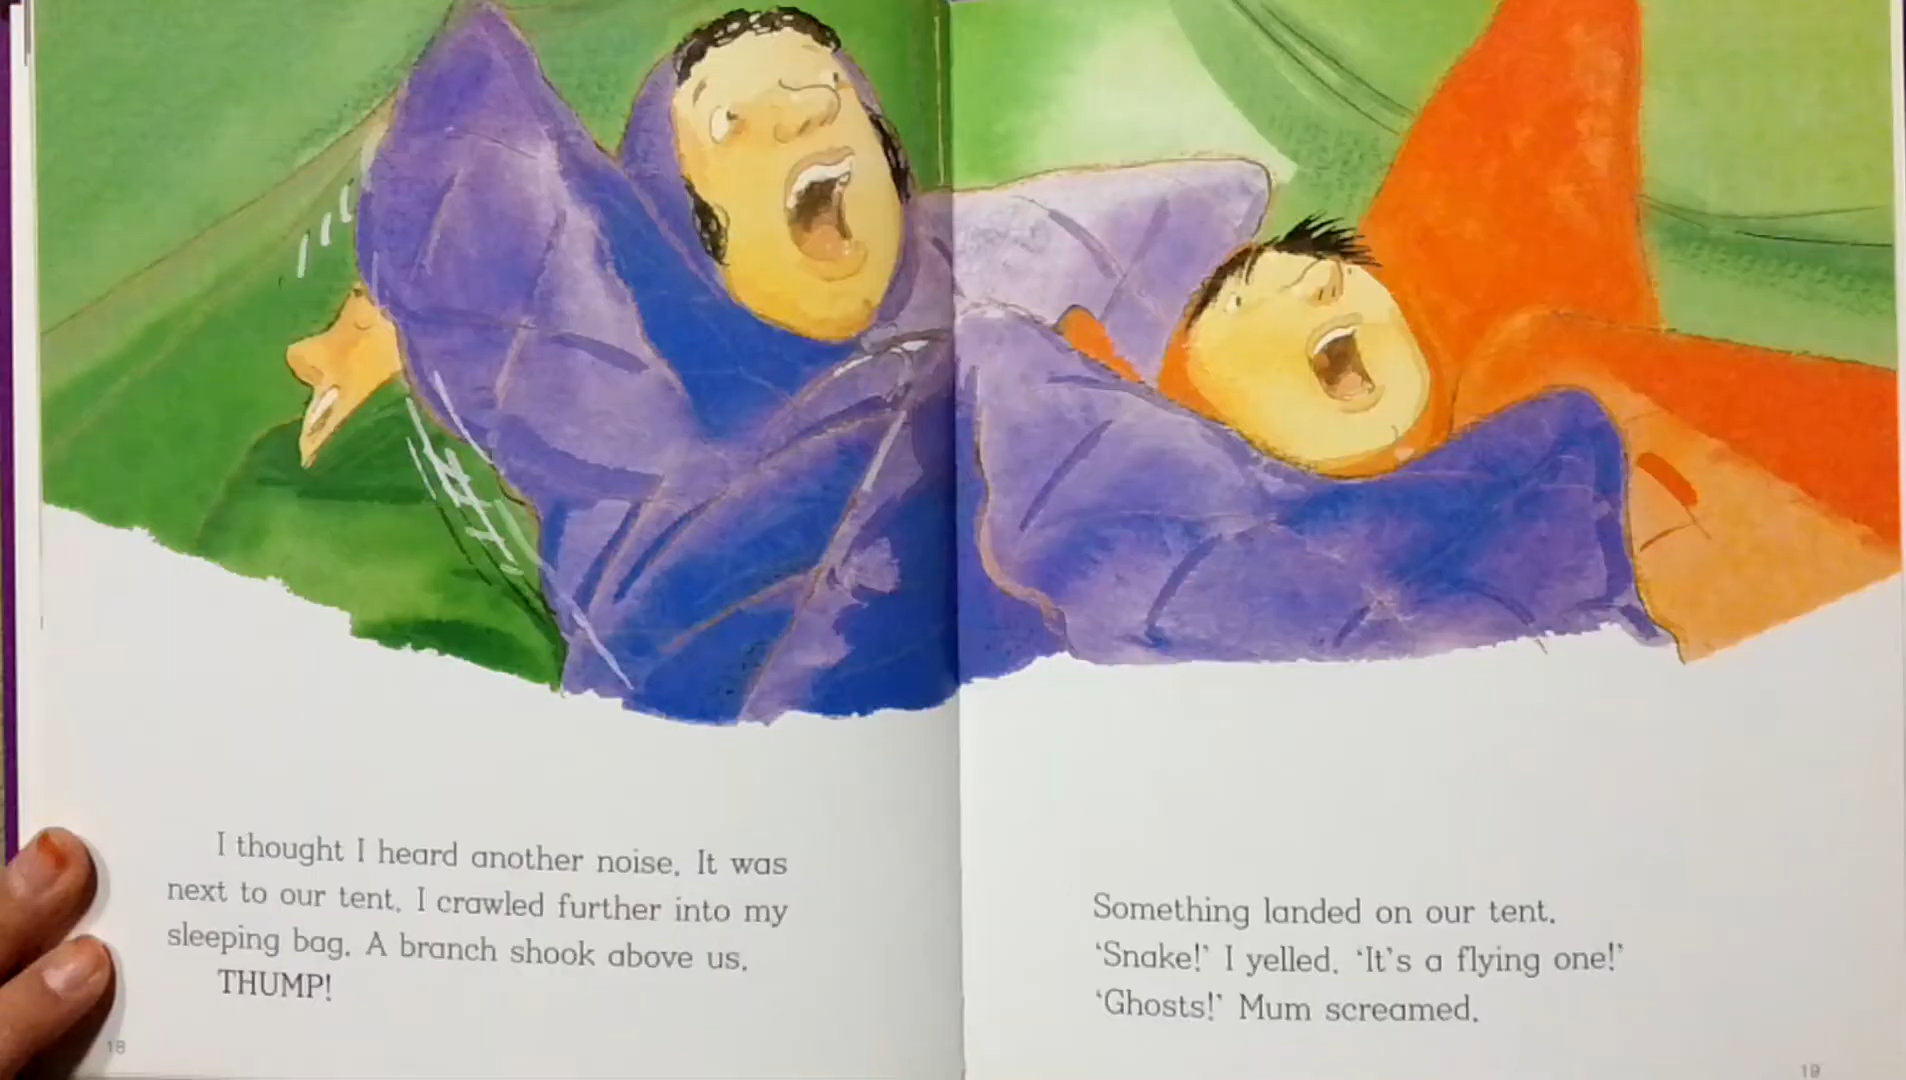 I thought I heard another noise. It was
next to our tent. I crawled further into my
sleeping bag. A branch shook above us.
THUMP!
18
Something landed on our tent.
‘Snake!’ I yelled. ‘It’s a flying one!’
‘Ghosts!’ Mum screamed.
19